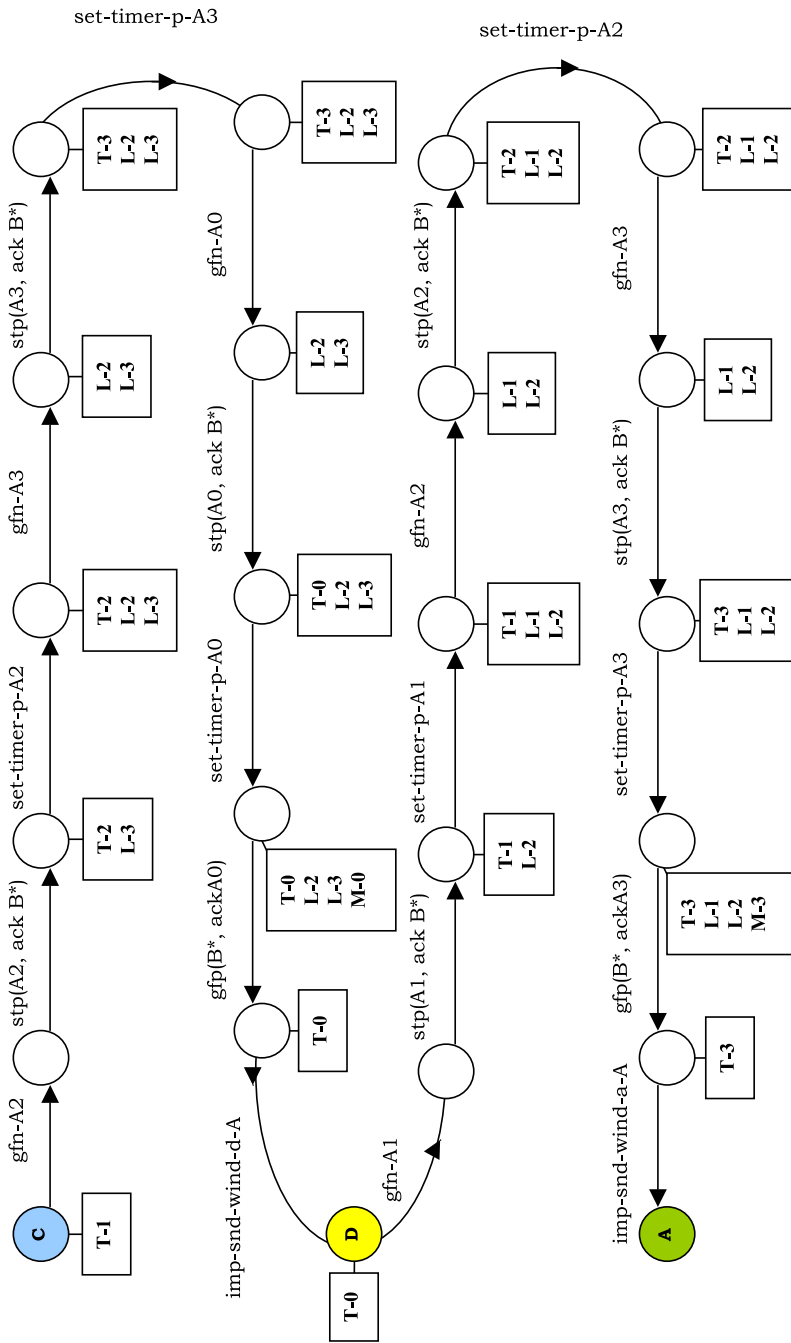 set-timer-p-A3
C
T-1
gfn-A2
stp(A2, ack B*)
T-2
L-3
set-timer-p-A2
T-2
L-2
L-3
gfn-A3
L-2
L-3
stp(A3, ack B*)
T-3
L-2
L-3
T-3
L-2
L-3
gfn-A0
L-2
L-3
stp(A0, ack B*)
T-0
L-2
L-3
set-timer-p-A0
T-0
L-2
L-3
M-0
gfp(B*, ackA0)
T-0
imp-snd-wind-d-A
D
T-0
gfn-A1
stp(A1, ack B*)
T-1
L-2
set-timer-p-A1
T-1
L-1
L-2
gfn-A2
L-1
L-2
stp(A2, ack B*)
T-2
L-1
L-2
set-timer-p-A2
T-2
L-1
L-2
gfn-A3
L-1
L-2
stp(A3, ack B*)
T-3
L-1
L-2
set-timer-p-A3
T-3
L-1
L-2
M-3
gfp(B*, ackA3)
T-3
imp-snd-wind-a-A
A